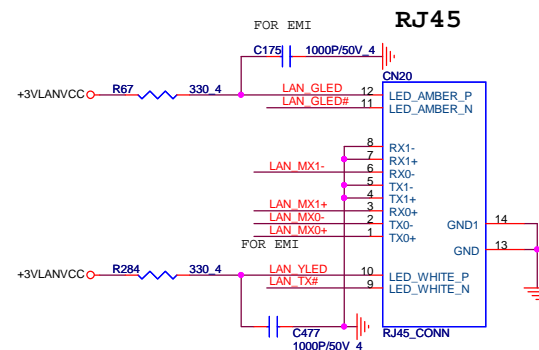 FOR EMI
RJ45
C175 1000P/50V_4
CN20
+3VLANVCC R67 330_4 LAN_GLED 12 LED_AMBER_P
LAN_GLED# 11 LED_AMBER_N
8 RX1-
7 RX1+
LAN_MX1- 6 RX0-
5 TX1-
4 TX1+
LAN_MX1+ 3 RX0+
LAN_MX0- 2 TX0-
LAN_MX0+ 1 TX0+
GND1 14
GND 13
FOR EMI
+3VLANVCC R284 330_4 LAN_YLED 10 LED_WHITE_P
LAN_TX# 9 LED_WHITE_N
C477
1000P/50V_4
RJ45_CONN